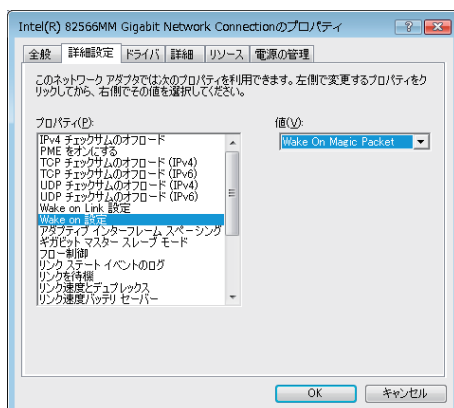 Intel(R) 82566MM Gigabit Network Connectionのプロパティ
全般 詳細設定 ドライバ 詳細 リソース 電源の管理
このネットワーク アダプタでは次のプロパティを利用できます。左側で変更するプロパティをク
リックしてから、右側でその値を選択してください。
プロパティ(P): 値(V):
IPv4 チェックサムのオフロード
PME をオンにする
TCP チェックサムのオフロード (IPv4)
TCP チェックサムのオフロード (IPv6)
UDP チェックサムのオフロード (IPv4)
UDP チェックサムのオフロード (IPv6)
Wake on Link 設定
Wake on 設定
アダプティブ インターフレーム スペーシング
ギガビット マスター スレーブ モード
フロー制御
リンク ステート イベントのログ
リンクを待機
リンク速度とデュプレックス
リンク速度バッテリ セーバー
Wake On Magic Packet
OK キャンセル